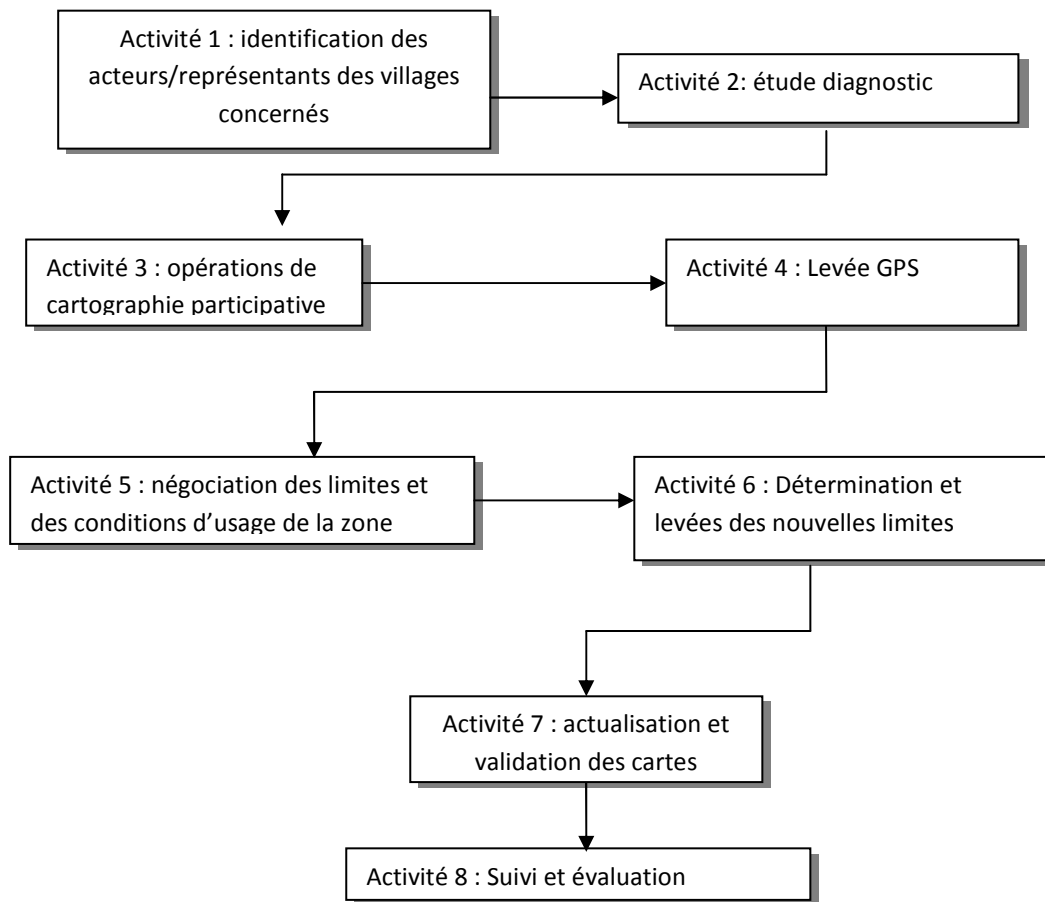 Activité 1 : identification des
acteurs/représentants des villages
concernés
Activité 2: étude diagnostic
Activité 3 : opérations de
cartographie participative
Activité 4 : Levée GPS
Activité 5 : négociation des limites et
des conditions d’usage de la zone
Activité 6 : Détermination et
levées des nouvelles limites
Activité 7 : actualisation et
validation des cartes
Activité 8 : Suivi et évaluation